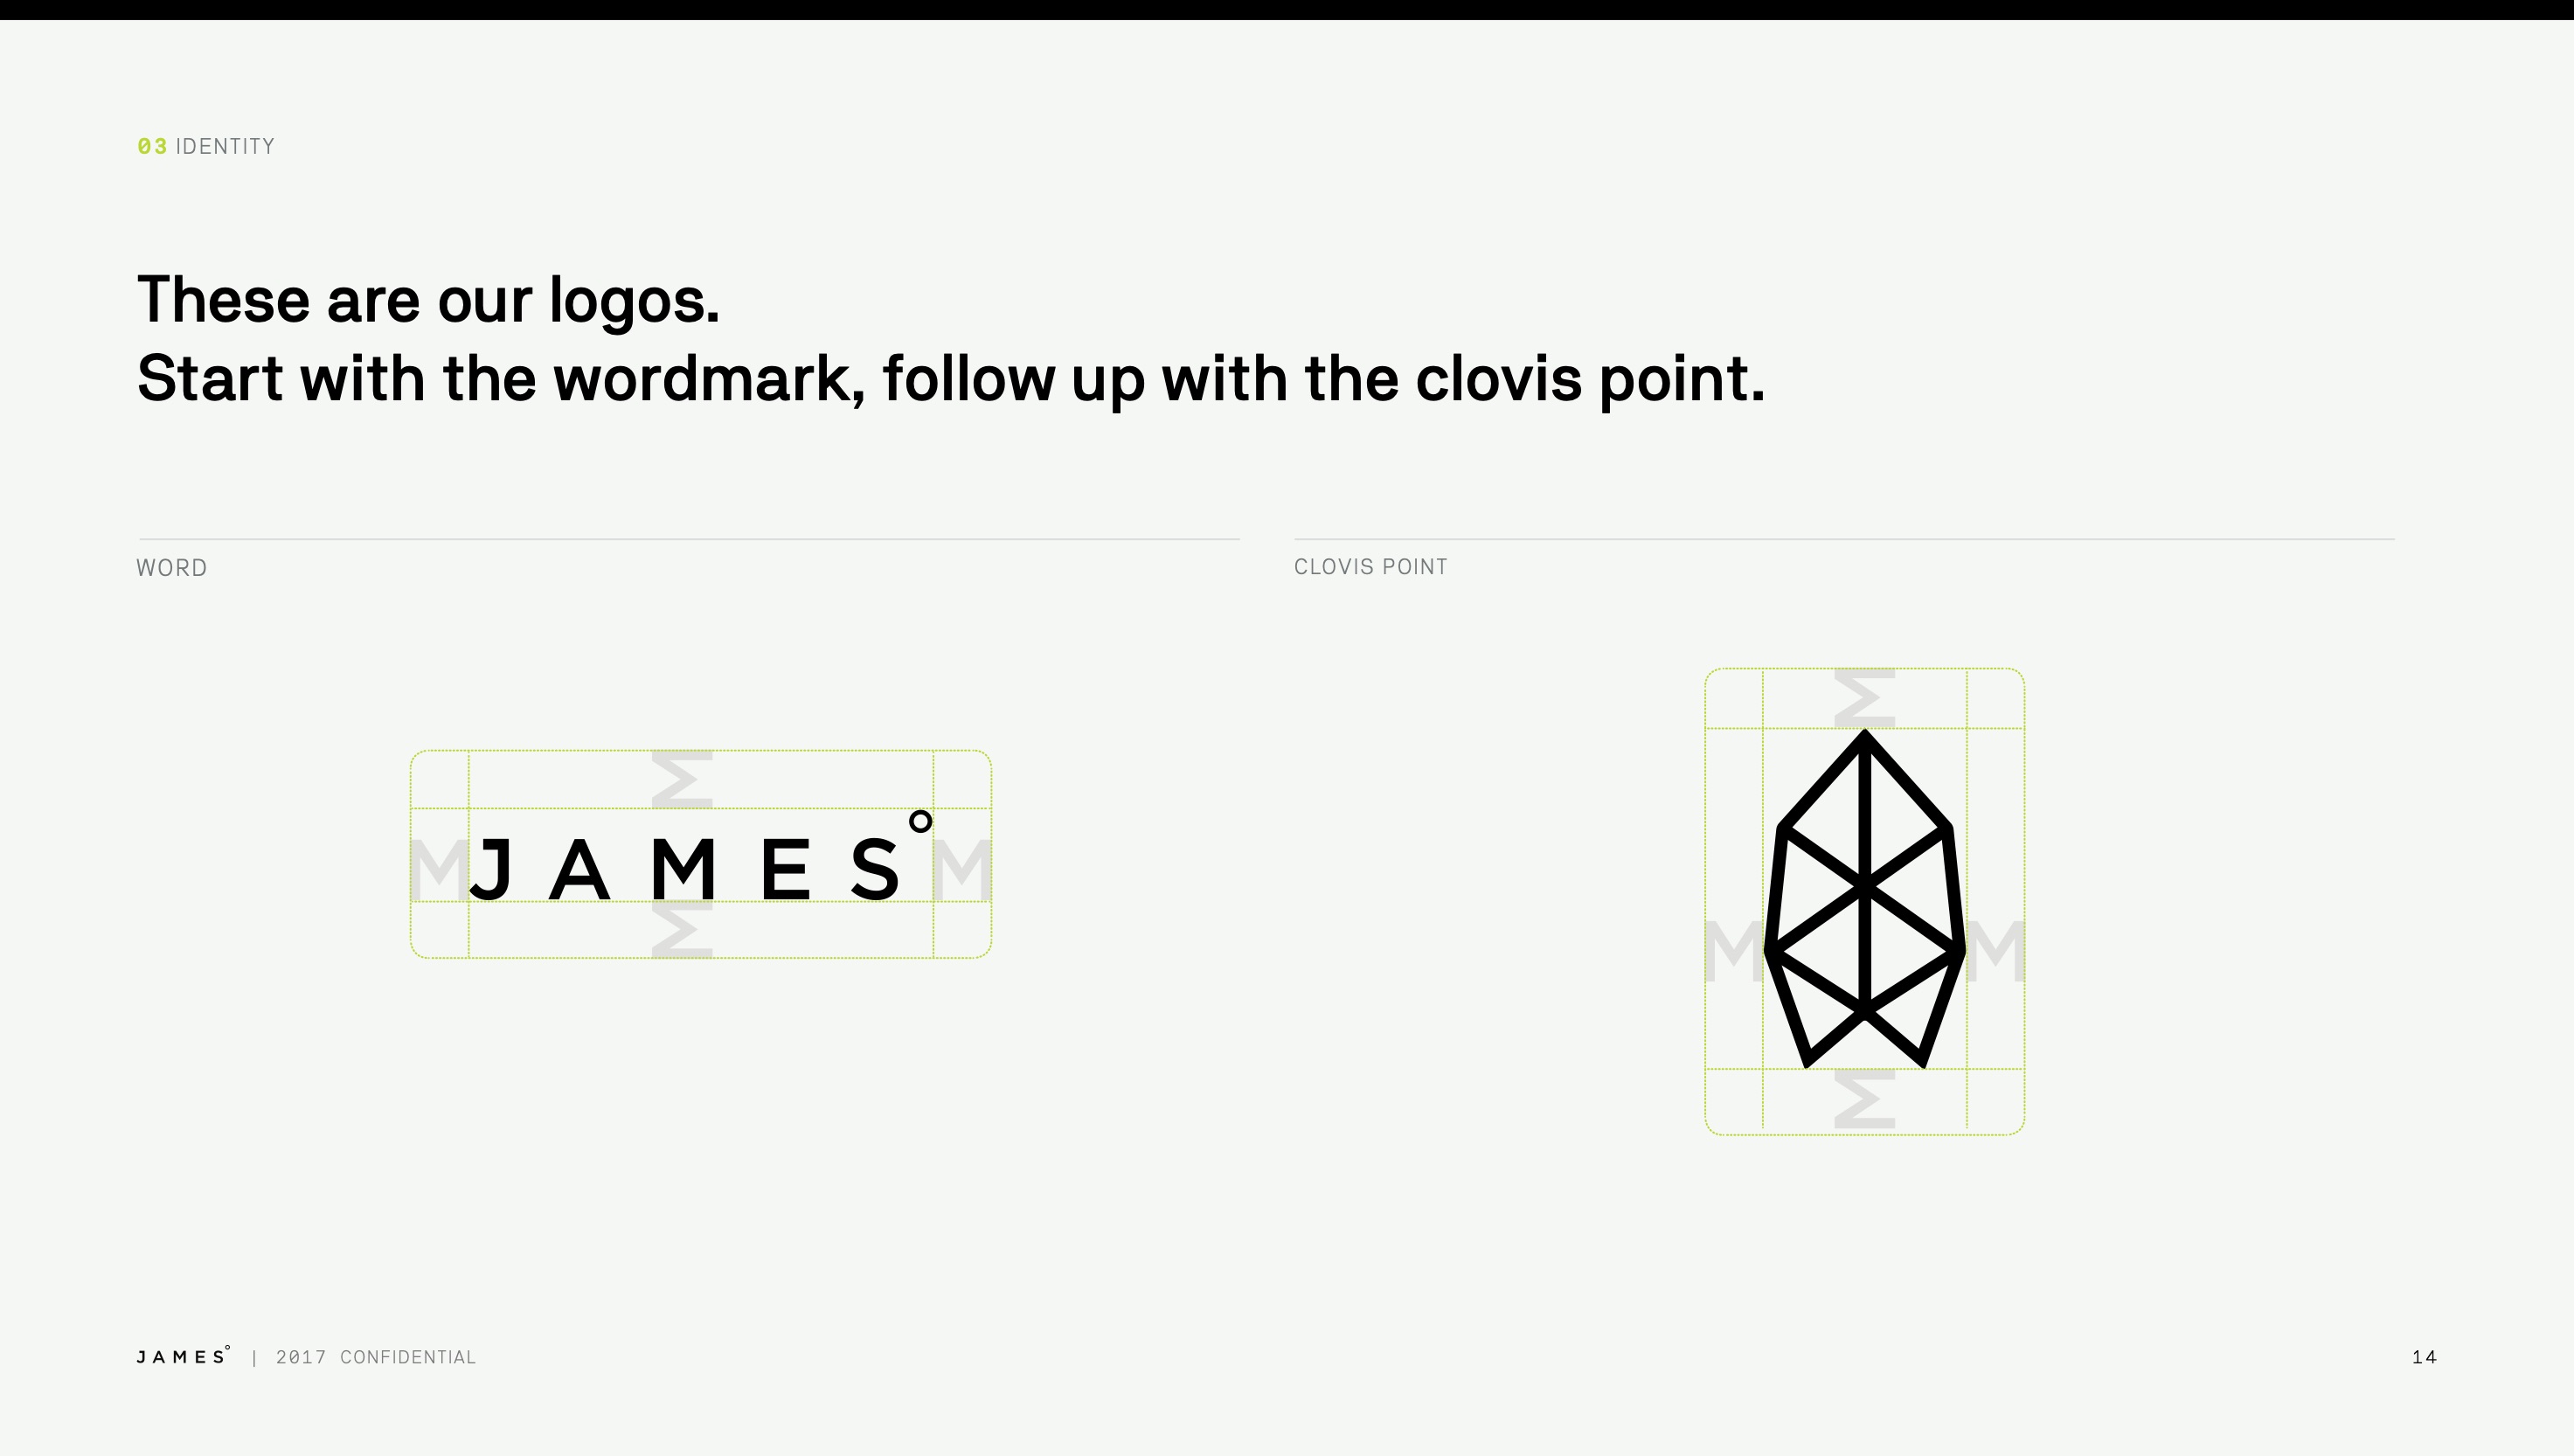 03 IDENTITY
These are our logos.
Start with the wordmark, follow up with the clovis point.
WORD
M
M JAMES° M
M
CLOVIS POINT
M
M M
M
JAMES° | 2017 CONFIDENTIAL
14